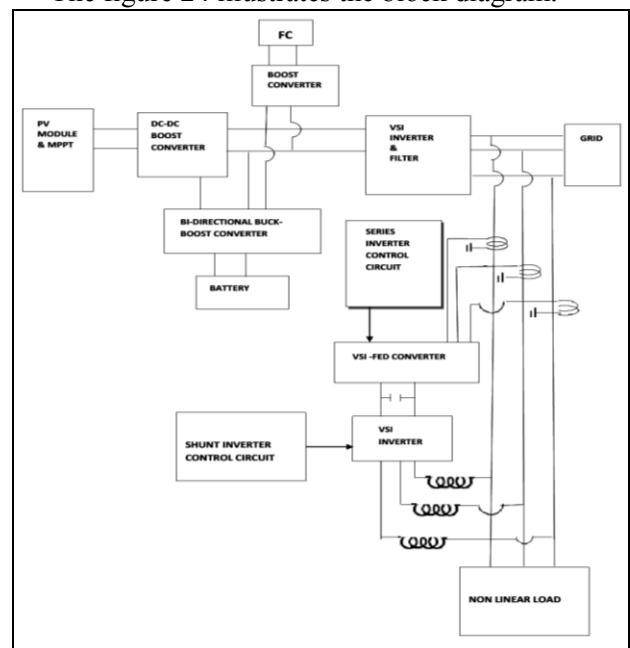 The figure 24 illustrates the block diagram.
FC
BOOST
CONVERTER
PV
MODULE
& MPPT
DC-DC
BOOST
CONVERTER
VSI
INVERTER
&
FILTER
GRID
BI-DIRECTIONAL BUCK-
BOOST CONVERTER
SERIES
INVERTER
CONTROL
CIRCUIT
BATTERY
VSI -FED CONVERTER
SHUNT INVERTER
CONTROL CIRCUIT
VSI
INVERTER
NON LINEAR LOAD